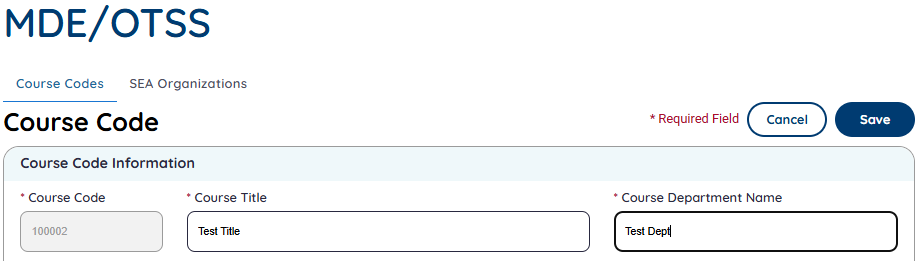 MDE/OTSS
Course Codes SEA Organizations
Course Code * Required Field Cancel Save
Course Code Information
* Course Code * Course Title * Course Department Name
100002 Test Title Test Dept